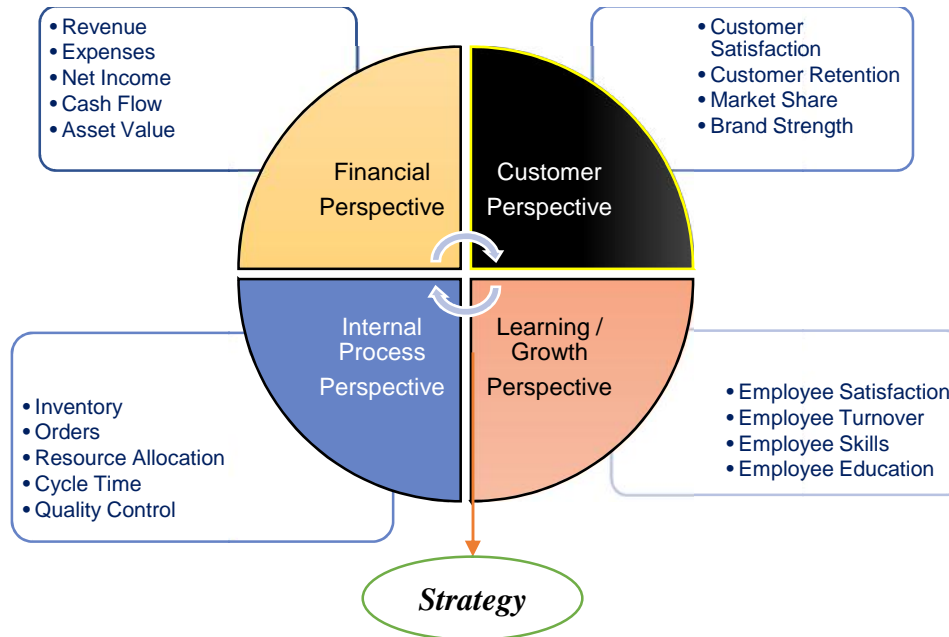 • Revenue
• Expenses
• Net Income
• Cash Flow
• Asset Value
• Customer
Satisfaction
• Customer Retention
• Market Share
• Brand Strength
Financial
Perspective
Customer
Perspective
Internal
Process
Perspective
Learning /
Growth
Perspective
• Inventory
• Orders
• Resource Allocation
• Cycle Time
• Quality Control
• Employee Satisfaction
• Employee Turnover
• Employee Skills
• Employee Education
Strategy